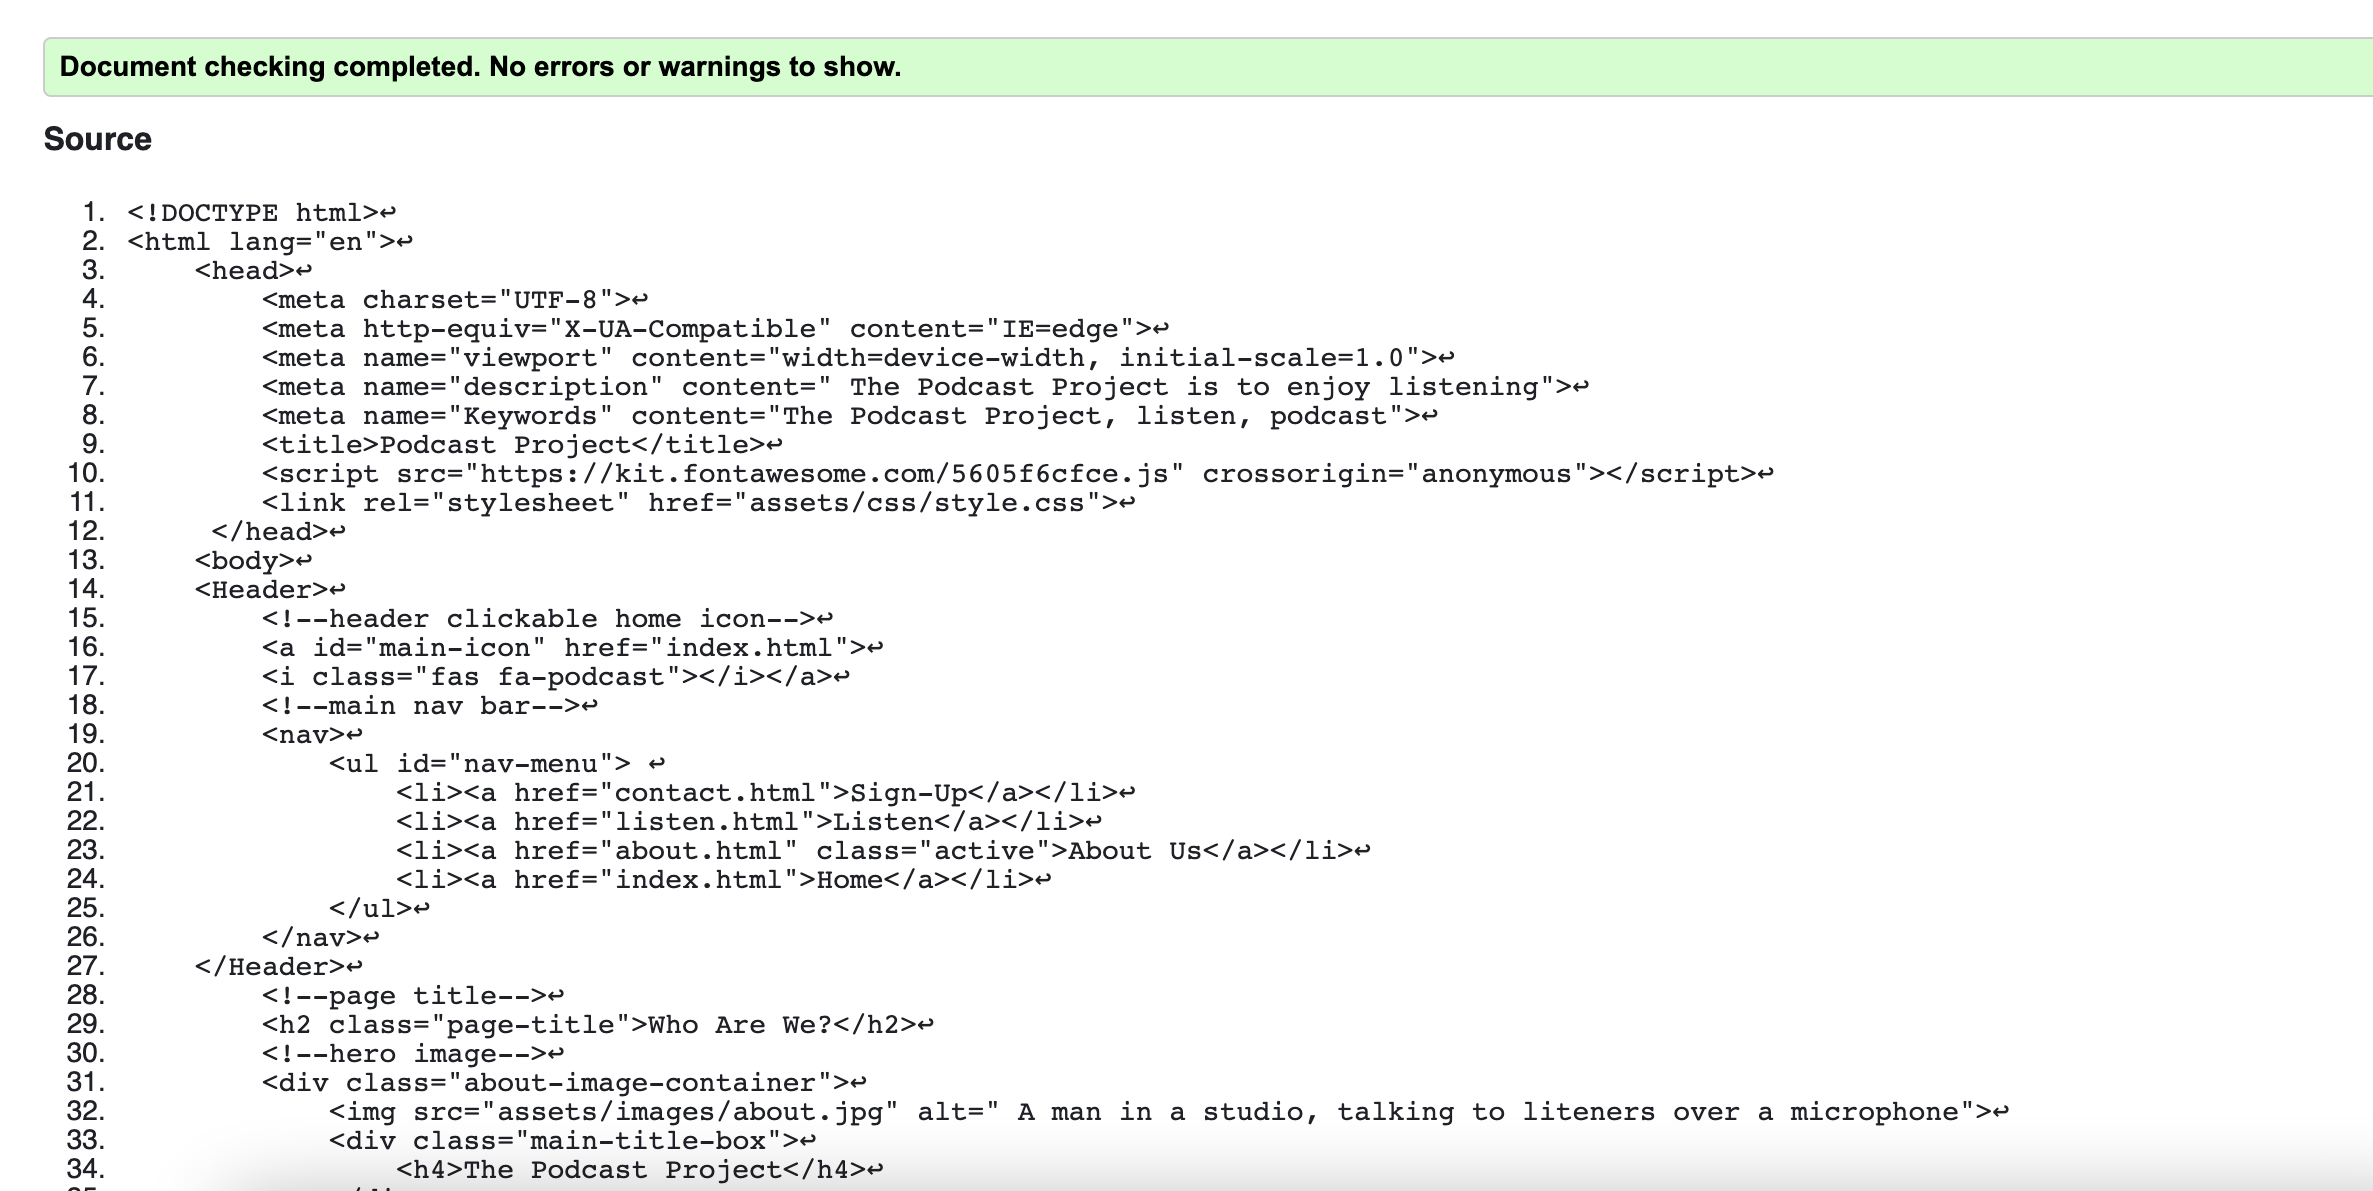 Document checking completed. No errors or warnings to show.
Source
1. <!DOCTYPE html>↩
2. <html lang="en">↩
3.     <head>↩
4.         <meta charset="UTF-8">↩
5.         <meta http-equiv="X-UA-Compatible" content="IE=edge">↩
6.         <meta name="viewport" content="width=device-width, initial-scale=1.0">↩
7.         <meta name="description" content=" The Podcast Project is to enjoy listening">↩
8.         <meta name="Keywords" content="The Podcast Project, listen, podcast">↩
9.         <title>Podcast Project</title>↩
10.         <script src="https://kit.fontawesome.com/5605f6cfce.js" crossorigin="anonymous"></script>↩
11.         <link rel="stylesheet" href="assets/css/style.css">↩
12.      </head>↩
13.     <body>↩
14.     <Header>↩
15.         <!--header clickable home icon-->↩
16.         <a id="main-icon" href="index.html">↩
17.         <i class="fas fa-podcast"></i></a>↩
18.         <!--main nav bar-->↩
19.         <nav>↩
20.             <ul id="nav-menu"> ↩
21.                 <li><a href="contact.html">Sign-Up</a></li>↩
22.                 <li><a href="listen.html">Listen</a></li>↩
23.                 <li><a href="about.html" class="active">About Us</a></li>↩
24.                 <li><a href="index.html">Home</a></li>↩
25.             </ul>↩
26.         </nav>↩
27.     </Header>↩
28.         <!--page title-->↩
29.         <h2 class="page-title">Who Are We?</h2>↩
30.         <!--hero image-->↩
31.         <div class="about-image-container">↩
32.             <img src="assets/images/about.jpg" alt=" A man in a studio, talking to liteners over a microphone">↩
33.             <div class="main-title-box">↩
34.                 <h4>The Podcast Project</h4>↩